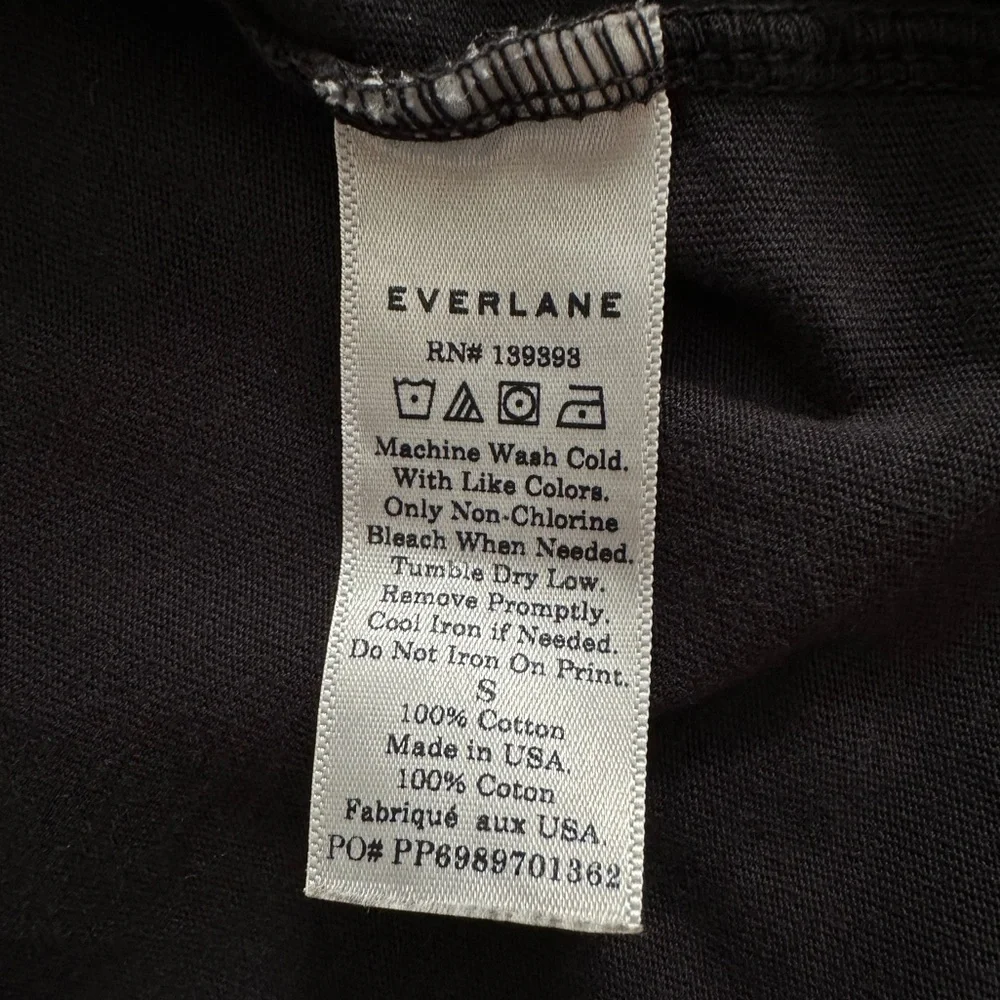 EVERLANE
RN# 139398
Machine Wash Cold.
With Like Colors.
Only Non-Chlorine
Bleach When Needed.
Tumble Dry Low.
Remove Promptly.
Cool Iron if Needed.
Do Not Iron On Print.
S
100% Cotton
Made in USA.
100% Coton
Fabriqué aux USA.
PO# PP6989701362